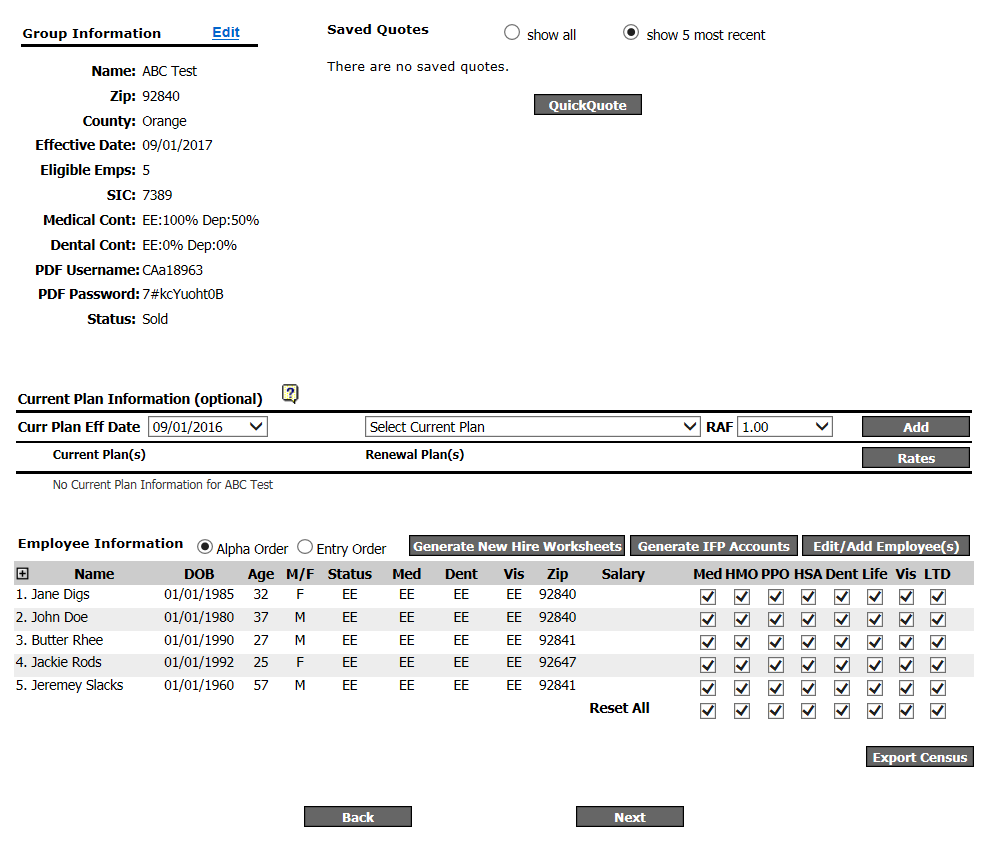 Group Information Edit
Name: ABC Test
Zip: 92840
County: Orange
Effective Date: 09/01/2017
Eligible Emps: 5
SIC: 7389
Medical Cont: EE:100% Dep:50%
Dental Cont: EE:0% Dep:0%
PDF Username: CAa18963
PDF Password: 7#kcYuoht0B
Status: Sold
Saved Quotes show all show 5 most recent
There are no saved quotes.
QuickQuote
Current Plan Information (optional) ?
Curr Plan Eff Date 09/01/2016 Select Current Plan RAF 1.00 Add
Current Plan(s) Renewal Plan(s) Rates
No Current Plan Information for ABC Test
Employee Information Alpha Order Entry Order Generate New Hire Worksheets Generate IFP Accounts Edit/Add Employee(s)
Name DOB Age M/F Status Med Dent Vis Zip Salary Med HMO PPO HSA Dent Life Vis LTD
1. Jane Digs 01/01/1985 32 F EE EE EE EE 92840
2. John Doe 01/01/1980 37 M EE EE EE EE 92840
3. Butter Rhee 01/01/1990 27 M EE EE EE EE 92841
4. Jackie Rods 01/01/1992 25 F EE EE EE EE 92647
5. Jeremey Slacks 01/01/1960 57 M EE EE EE EE 92841
Reset All
Export Census
Back Next